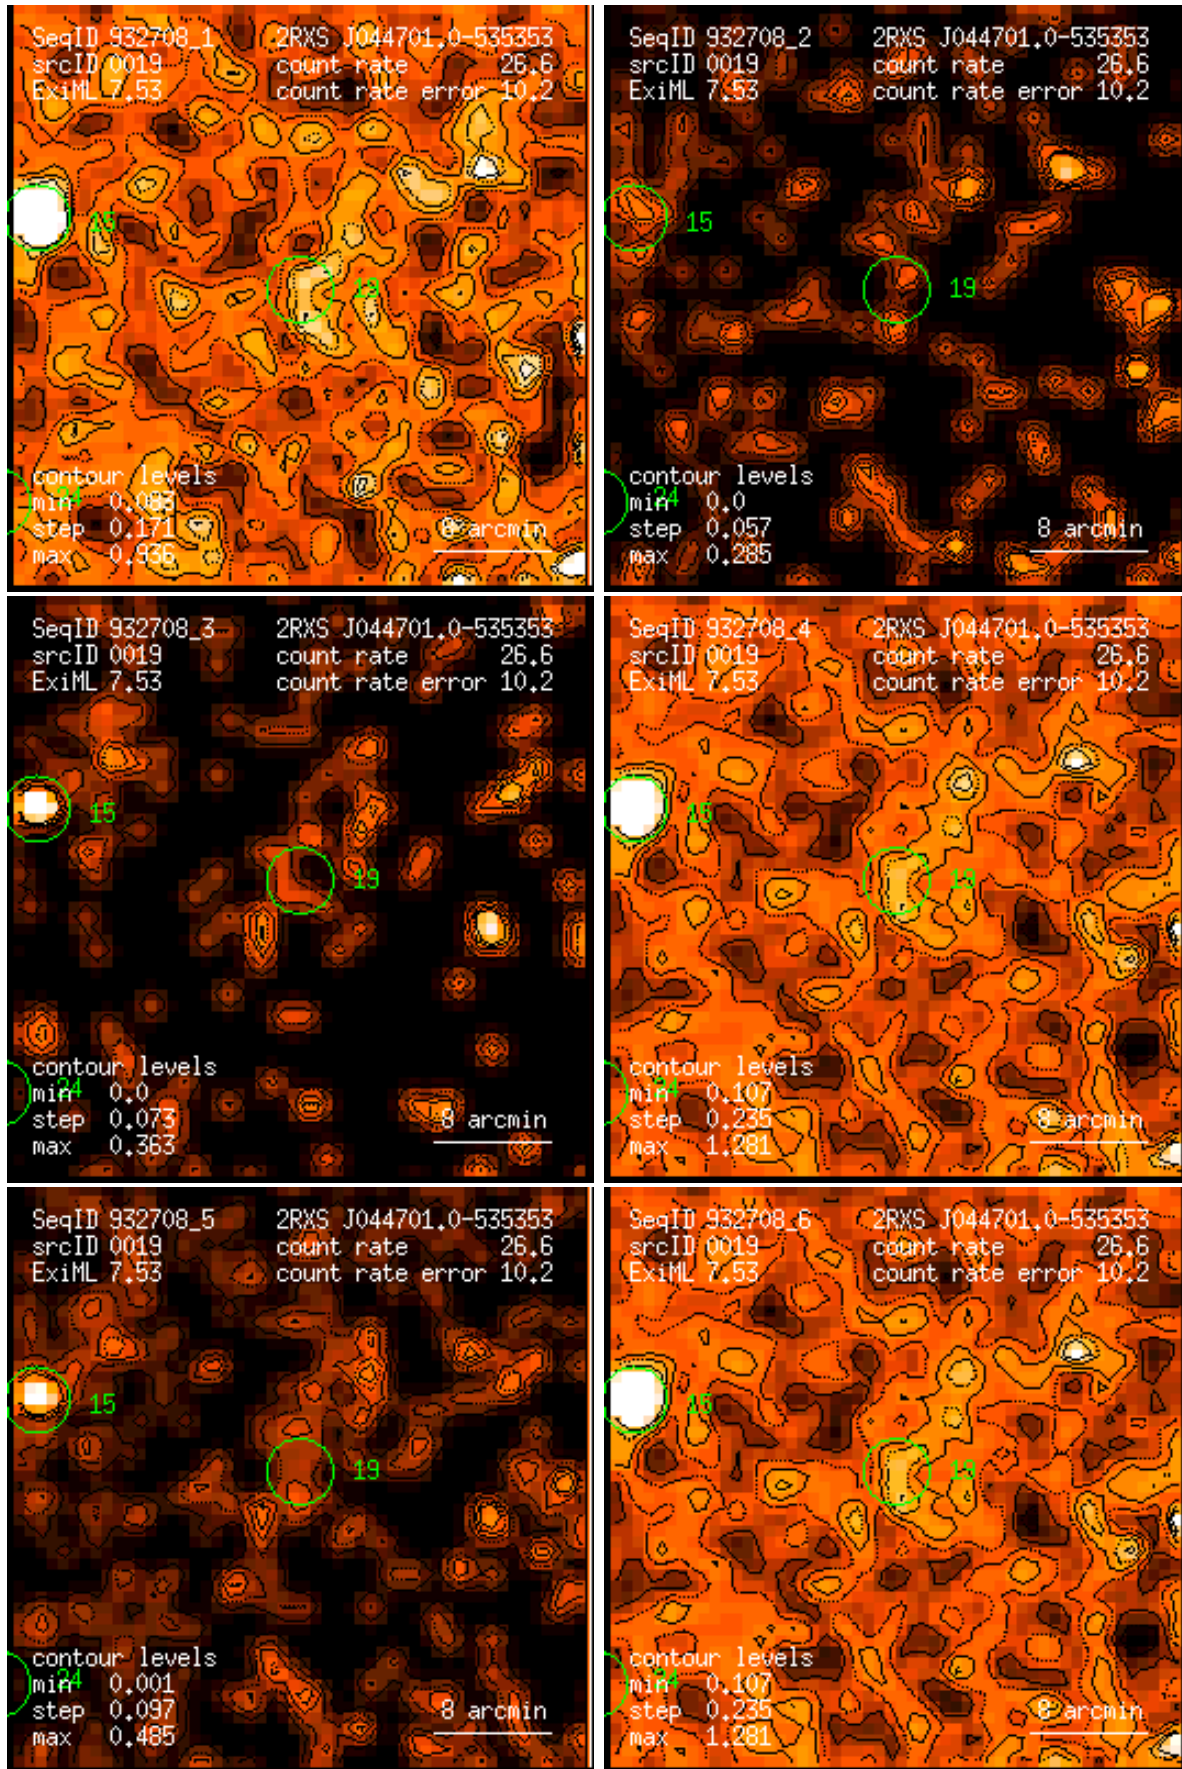 SeqID 932708_1 2RXS J044701.0-535353
srcID 0019 count rate 26.6
ExiML 7.53 count rate error 10.2
15
19
contour levels
24
min 0.083
step 0.171
max 0.936
8 arcmin
SeqID 932708_2 2RXS J044701.0-535353
srcID 0019 count rate 26.6
ExiML 7.53 count rate error 10.2
15
19
contour levels
24
min 0.0
step 0.057
max 0.285
8 arcmin
SeqID 932708_3 2RXS J044701.0-535353
srcID 0019 count rate 26.6
ExiML 7.53 count rate error 10.2
15
19
contour levels
24
min 0.0
step 0.073
max 0.363
8 arcmin
SeqID 932708_4 2RXS J044701.0-535353
srcID 0019 count rate 26.6
ExiML 7.53 count rate error 10.2
15
19
contour levels
24
min 0.107
step 0.235
max 1.281
8 arcmin
SeqID 932708_5 2RXS J044701.0-535353
srcID 0019 count rate 26.6
ExiML 7.53 count rate error 10.2
15
19
contour levels
24
min 0.001
step 0.097
max 0.485
8 arcmin
SeqID 932708_6 2RXS J044701.0-535353
srcID 0019 count rate 26.6
ExiML 7.53 count rate error 10.2
15
19
contour levels
24
min 0.107
step 0.235
max 1.281
8 arcmin